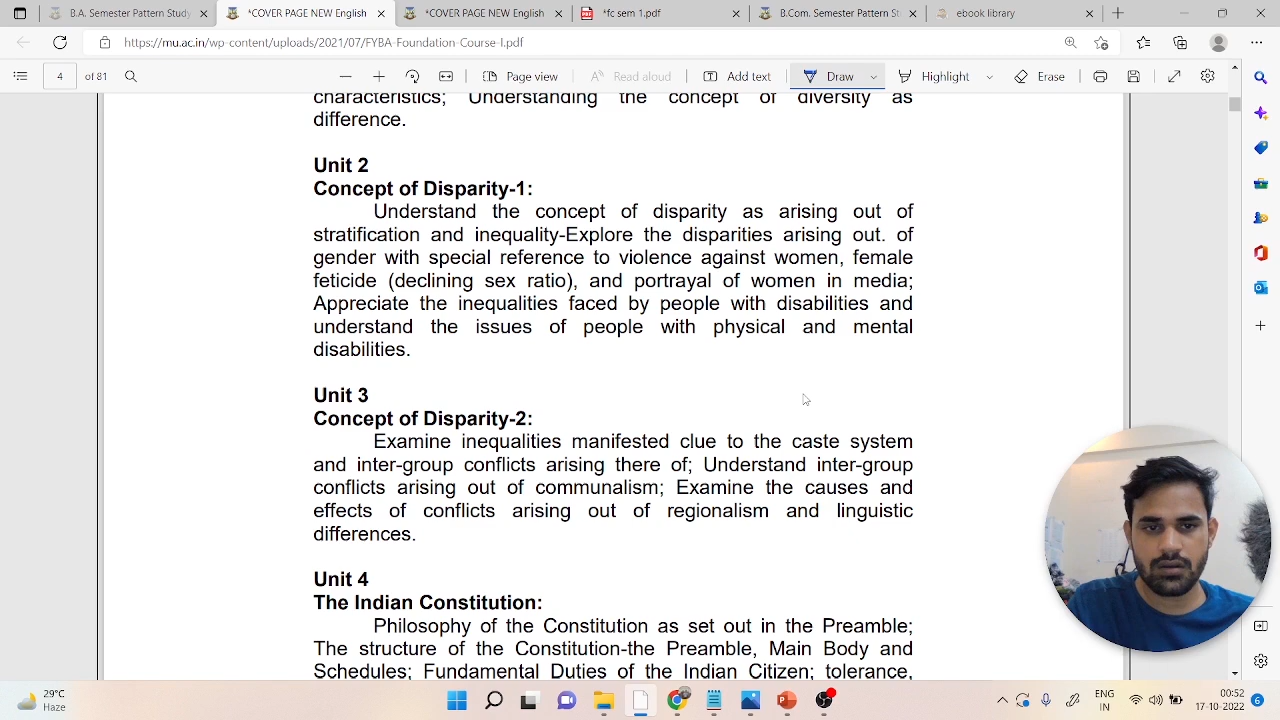 B.A. Semester Pattern Study
*COVER PAGE NEW English
*COVER PAGE NEW English
*fc sem 1.pdf
B.Com. Semester Pattern St
ebook library
https://mu.ac.in/wp-content/uploads/2021/07/FYBA-Foundation-Course-I.pdf
4 of 81
Page view
Read aloud
Add text
Draw
Highlight
Erase
characteristics; Understanding the concept of diversity as
difference.
Unit 2
Concept of Disparity-1:
Understand the concept of disparity as arising out of
stratification and inequality-Explore the disparities arising out. of
gender with special reference to violence against women, female
feticide (declining sex ratio), and portrayal of women in media;
Appreciate the inequalities faced by people with disabilities and
understand the issues of people with physical and mental
disabilities.
Unit 3
Concept of Disparity-2:
Examine inequalities manifested clue to the caste system
and inter-group conflicts arising there of; Understand inter-group
conflicts arising out of communalism; Examine the causes and
effects of conflicts arising out of regionalism and linguistic
differences.
Unit 4
The Indian Constitution:
Philosophy of the Constitution as set out in the Preamble;
The structure of the Constitution-the Preamble, Main Body and
Schedules; Fundamental Duties of the Indian Citizen; tolerance,
29°C
Haze
ENG
IN
00:52
17-10-2022
6